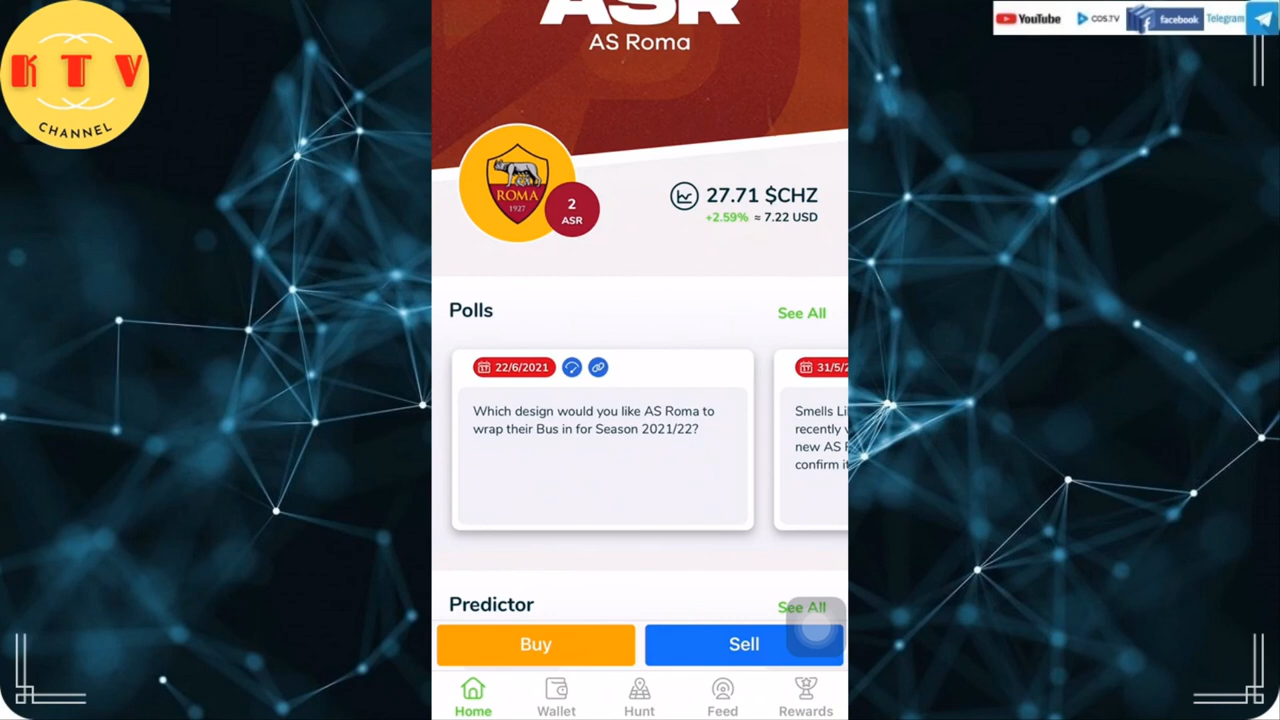 K T V
CHANNEL
YouTube
COS.TV
facebook
Telegram
ASR
AS Roma
ROMA
1927
2
ASR
27.71 $CHZ
+2.59% ≈ 7.22 USD
Polls
See All
22/6/2021
Which design would you like AS Roma to
wrap their Bus in for Season 2021/22?
31/5/2
Smells Li
recently
new AS
confirm it
Predictor
See All
Buy
Sell
Home
Wallet
Hunt
Feed
Rewards